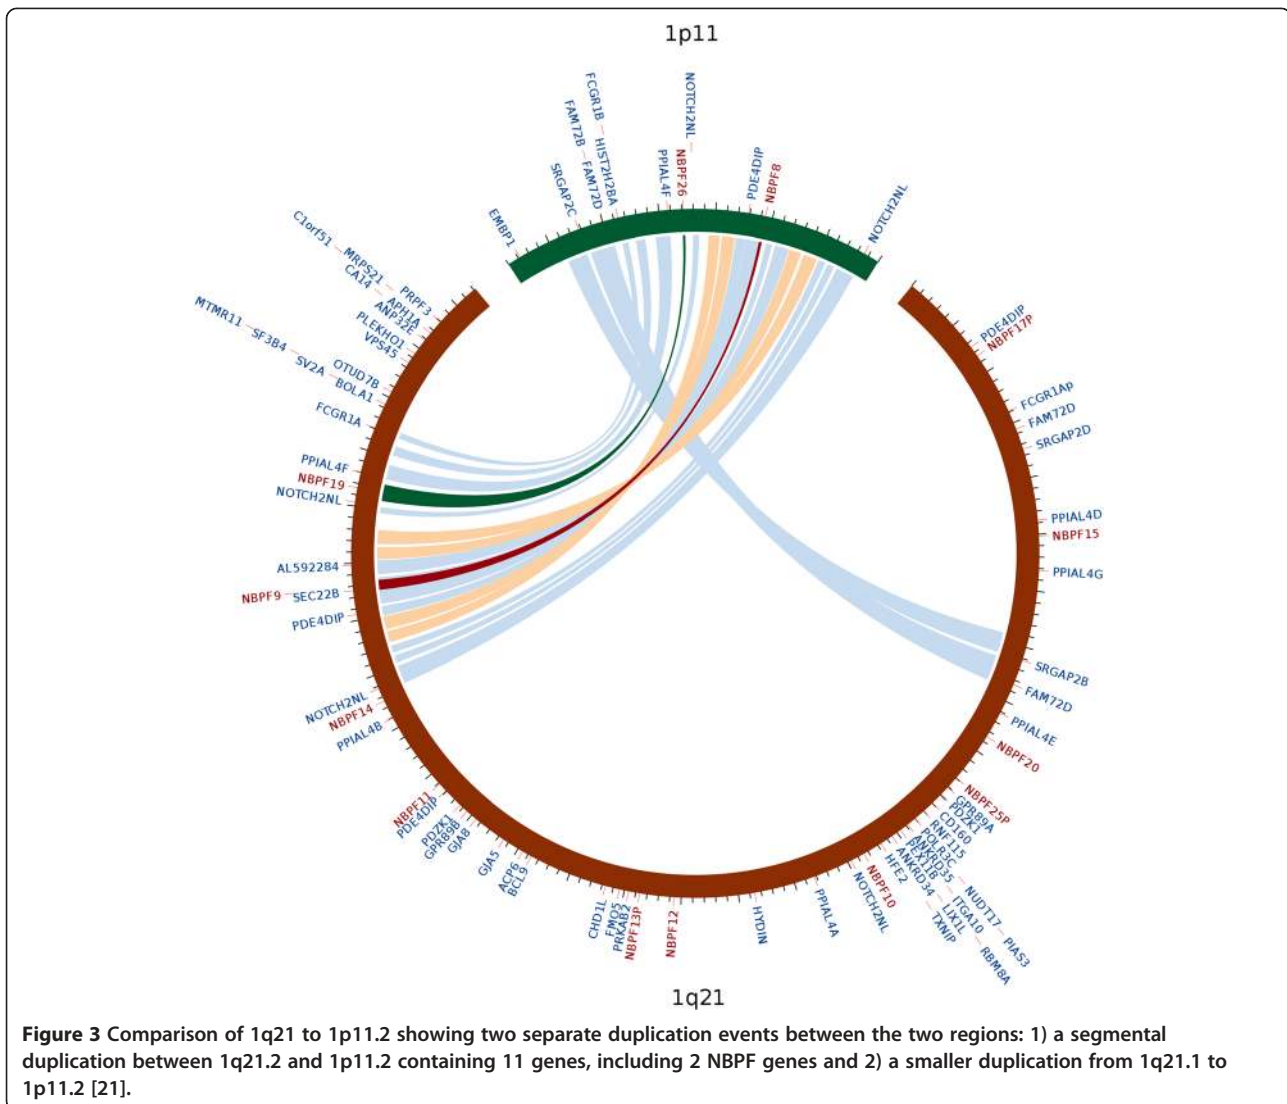 1p11
EMBP1
SRGAP2C
FAM72B
FAM72D
FCGR1B
HIST2H2BA
PPIAL4F
NBPF26
NOTCH2NL
PDE4DIP
NBPF8
NOTCH2NL
PDE4DIP
NBPF17P
FCGR1AP
FAM72D
SRGAP2D
PPIAL4D
NBPF15
PPIAL4G
SRGAP2B
FAM72D
PPIAL4E
NBPF20
NBPF25P
GPR89A
PDZK1
CD160
RNF115
POLR3C
NUDT17
PIAS3
ANKRD35
ITGA10
PEX11B
LIX1L
RBM8A
ANKRD34
TXNIP
HFE2
NBPF10
NOTCH2NL
PPIAL4A
HYDIN
NBPF12
NBPF13P
PRKAB2
FMO5
CHD1L
BCL9
ACP6
GJA5
GJA8
GPR89B
PDZK1
PDE4DIP
NBPF11
PPIAL4B
NBPF14
NOTCH2NL
PDE4DIP
NBPF9
SEC22B
AL592284
NOTCH2NL
NBPF19
PPIAL4F
FCGR1A
MTMR11
SF3B4
SV2A
BOLA1
OTUD7B
VPS45
PLEKHO1
ANP32E
CA14
APH1A
C1orf51
MRPS21
PRPF3
1q21
Figure 3 Comparison of 1q21 to 1p11.2 showing two separate duplication events between the two regions: 1) a segmental
duplication between 1q21.2 and 1p11.2 containing 11 genes, including 2 NBPF genes and 2) a smaller duplication from 1q21.1 to
1p11.2 [21].